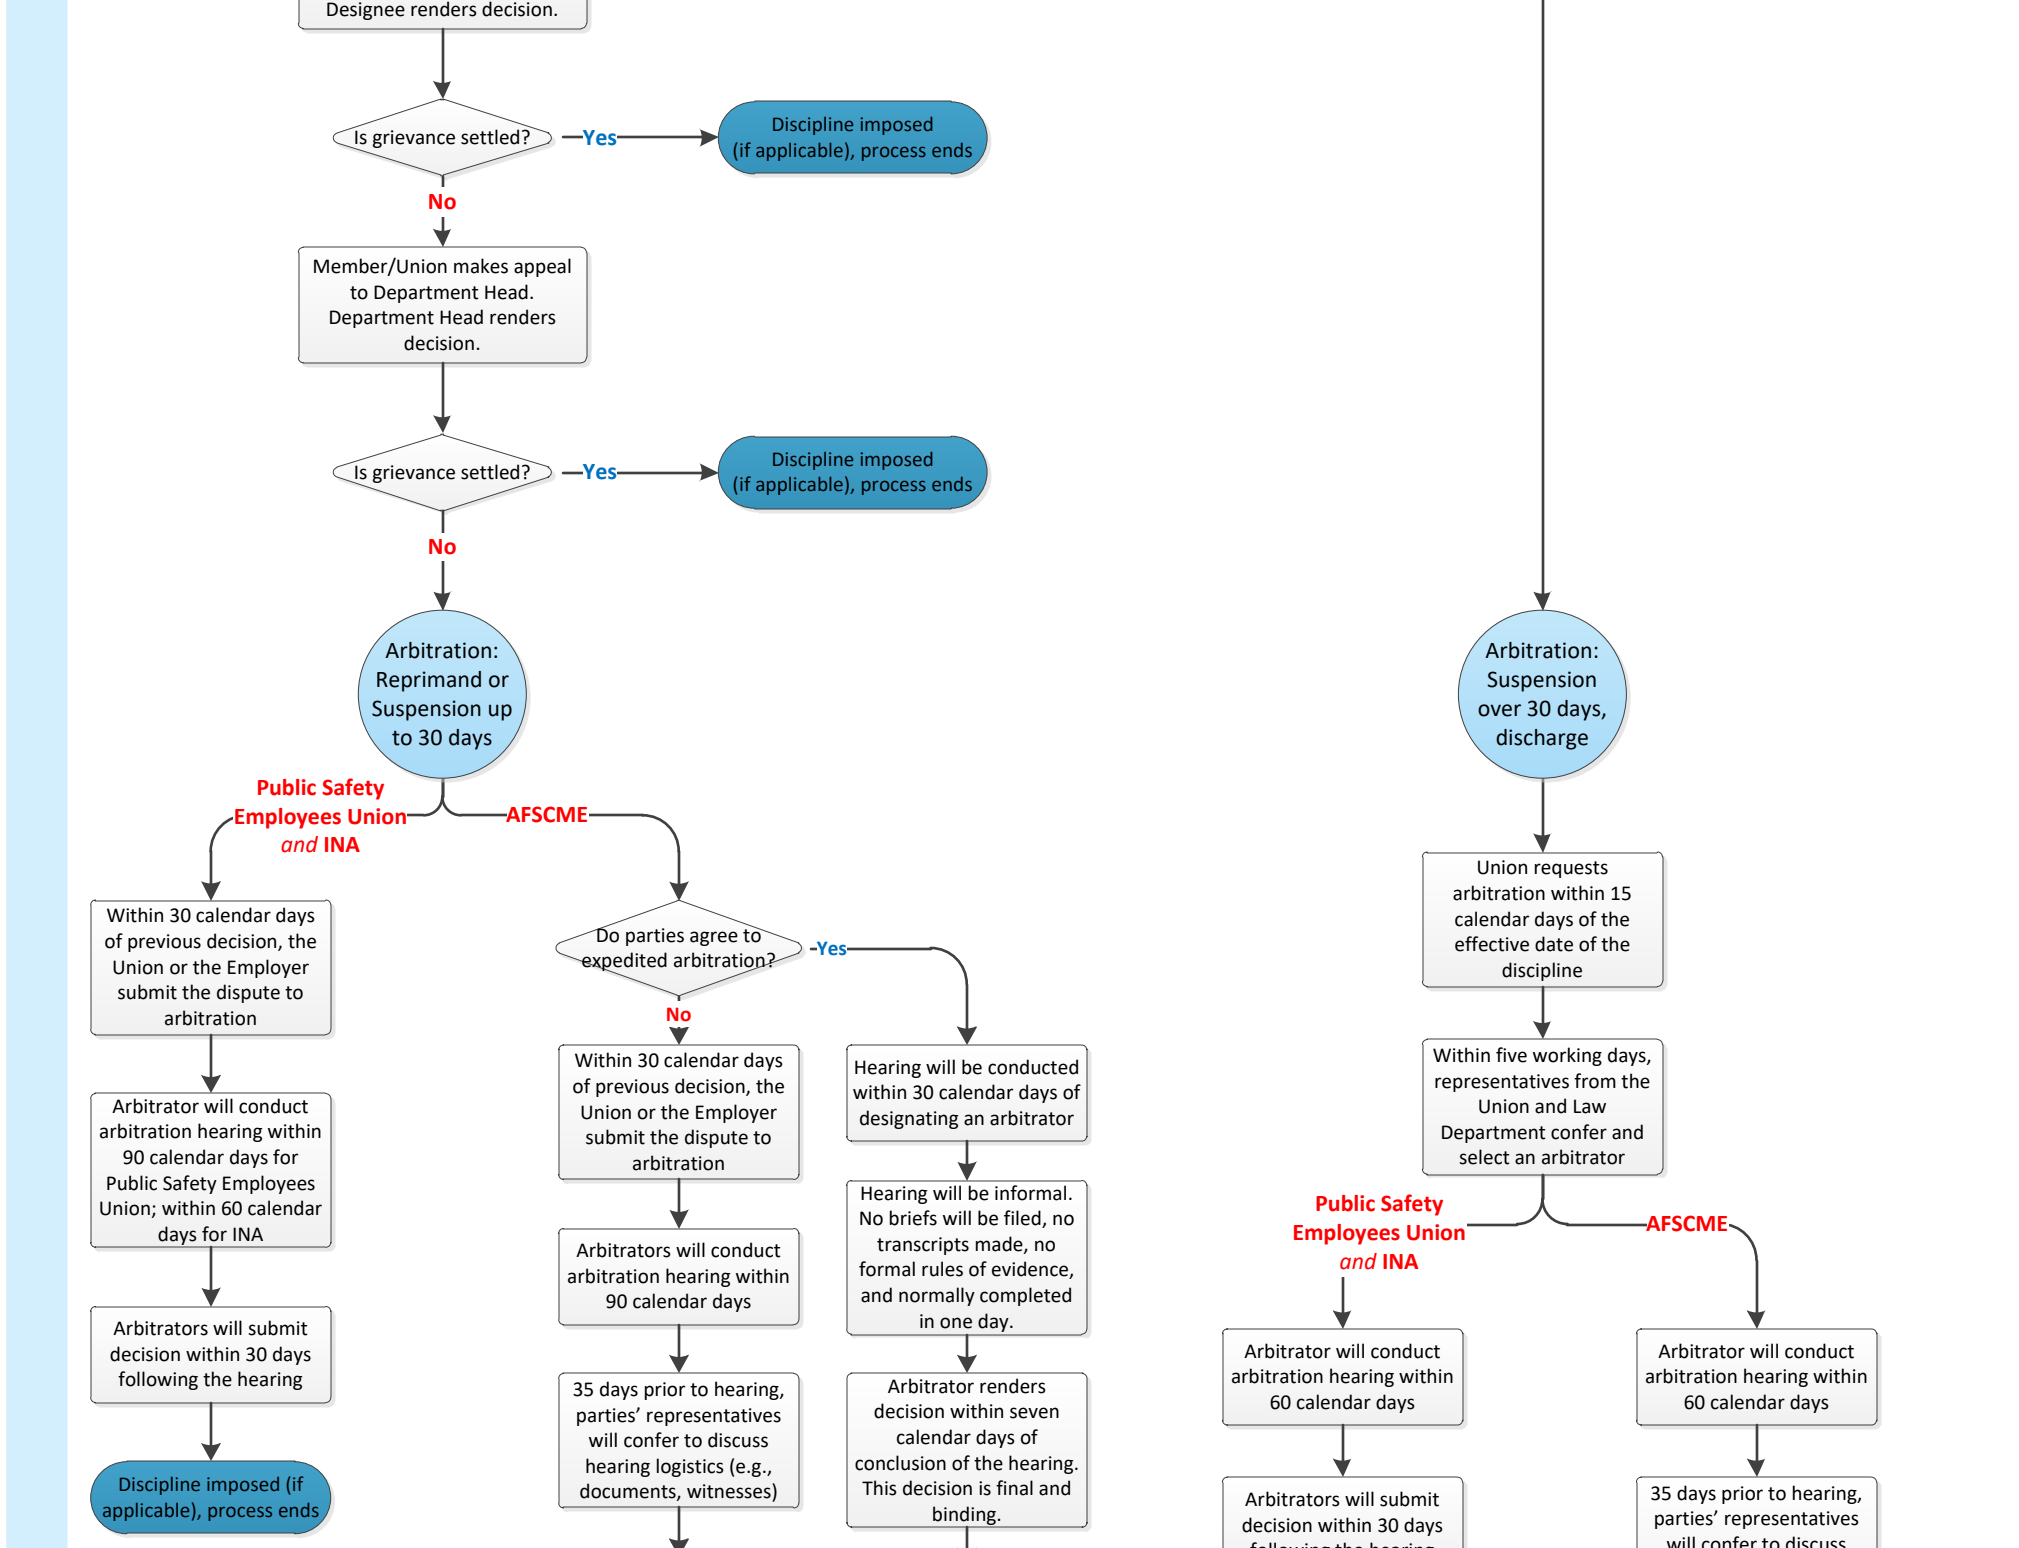 Designee renders decision.
Is grievance settled?
Yes
Discipline imposed
(if applicable), process ends
No
Member/Union makes appeal
to Department Head.
Department Head renders
decision.
Is grievance settled?
Yes
Discipline imposed
(if applicable), process ends
No
Arbitration:
Reprimand or
Suspension up
to 30 days
Public Safety
Employees Union
and INA
AFSCME
Within 30 calendar days
of previous decision, the
Union or the Employer
submit the dispute to
arbitration
Arbitrator will conduct
arbitration hearing within
90 calendar days for
Public Safety Employees
Union; within 60 calendar
days for INA
Arbitrators will submit
decision within 30 days
following the hearing
Discipline imposed (if
applicable), process ends
Do parties agree to
expedited arbitration?
Yes
No
Within 30 calendar days
of previous decision, the
Union or the Employer
submit the dispute to
arbitration
Arbitrators will conduct
arbitration hearing within
90 calendar days
35 days prior to hearing,
parties’ representatives
will confer to discuss
hearing logistics (e.g.,
documents, witnesses)
Hearing will be conducted
within 30 calendar days of
designating an arbitrator
Hearing will be informal.
No briefs will be filed, no
transcripts made, no
formal rules of evidence,
and normally completed
in one day.
Arbitrator renders
decision within seven
calendar days of
conclusion of the hearing.
This decision is final and
binding.
Arbitration:
Suspension
over 30 days,
discharge
Union requests
arbitration within 15
calendar days of the
effective date of the
discipline
Within five working days,
representatives from the
Union and Law
Department confer and
select an arbitrator
Public Safety
Employees Union
and INA
AFSCME
Arbitrator will conduct
arbitration hearing within
60 calendar days
Arbitrators will submit
decision within 30 days
following the hearing
Arbitrator will conduct
arbitration hearing within
60 calendar days
35 days prior to hearing,
parties’ representatives
will confer to discuss